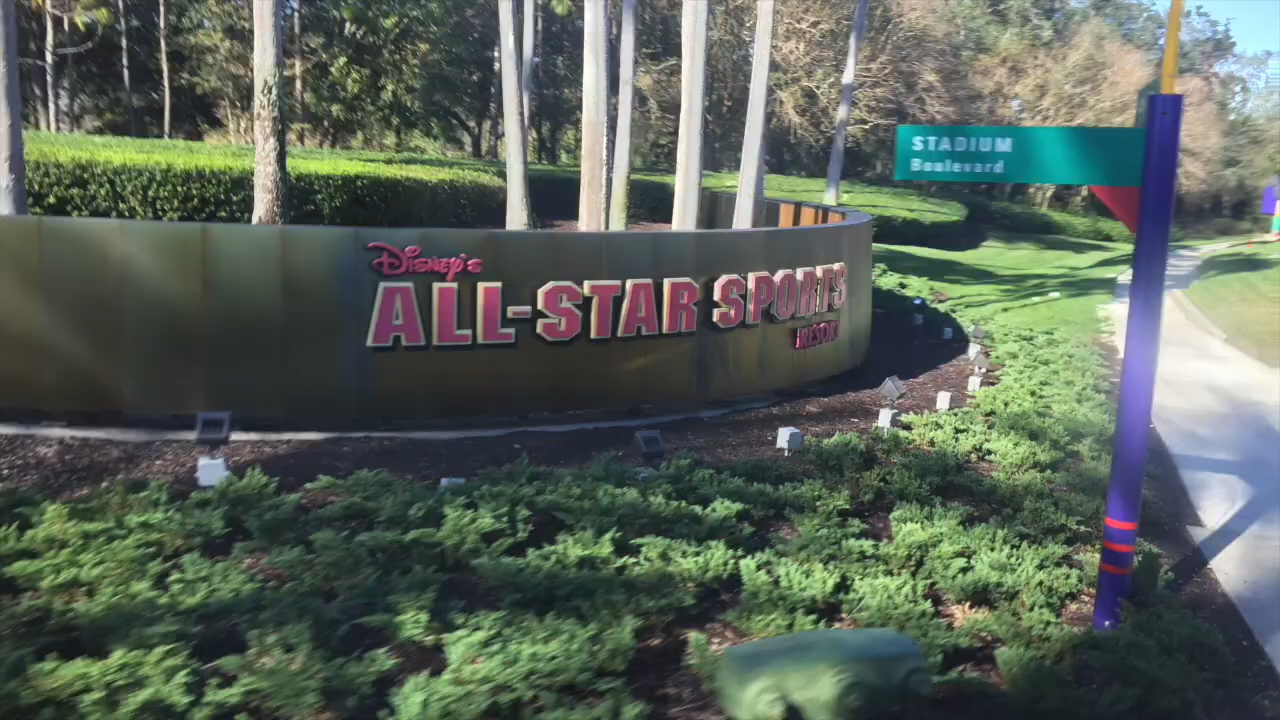 Disney's
ALL-STAR SPORTS
RESORT
STADIUM
Boulevard